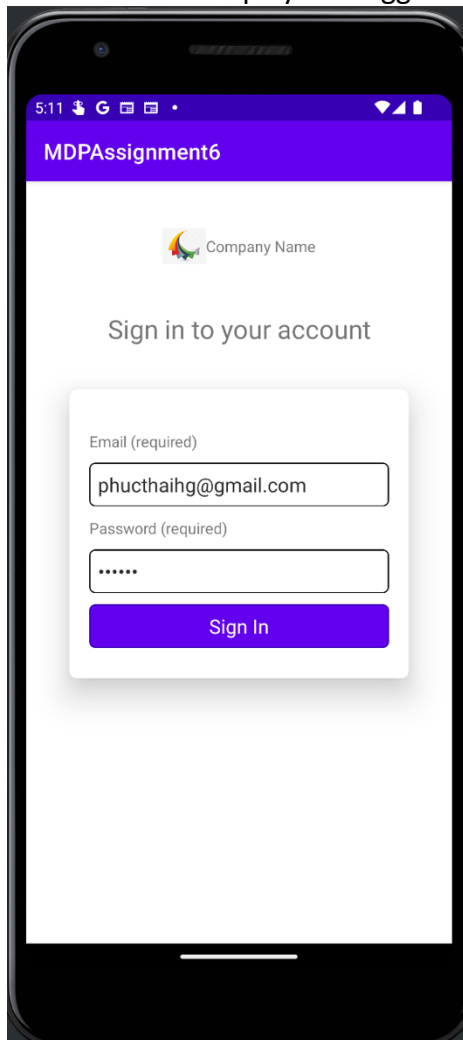 5:11 G
MDPAssignment6
Company Name
Sign in to your account
Email (required)
phucthaihg@gmail.com
Password (required)
••••••
Sign In